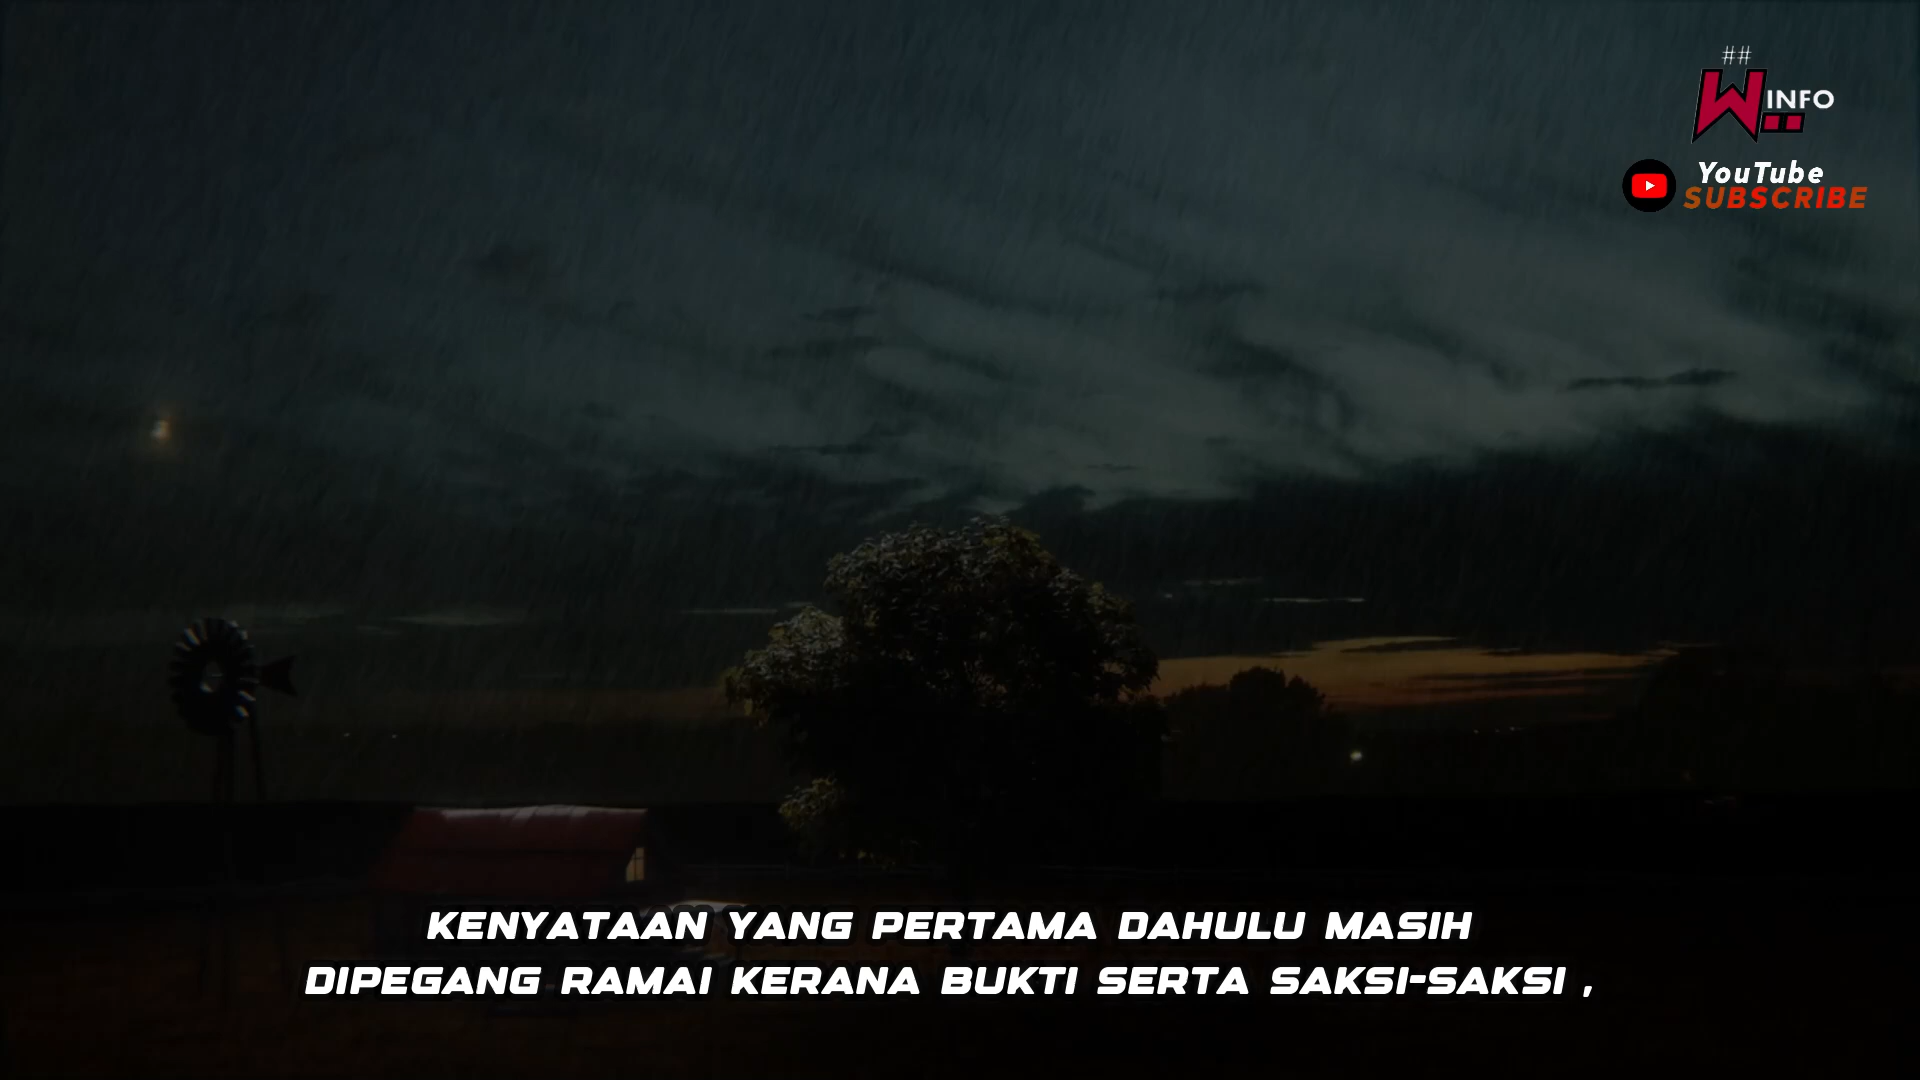 ##
W INFO
YouTube
SUBSCRIBE
KENYATAAN YANG PERTAMA DAHULU MASIH
DIPEGANG RAMAI KERANA BUKTI SERTA SAKSI-SAKSI ,